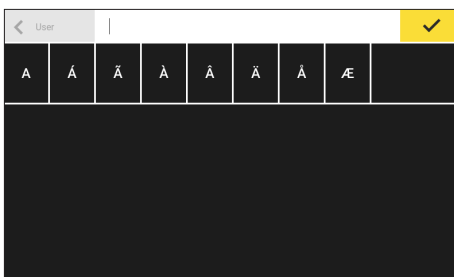 User
A Á Ã À Â Ä Å Æ